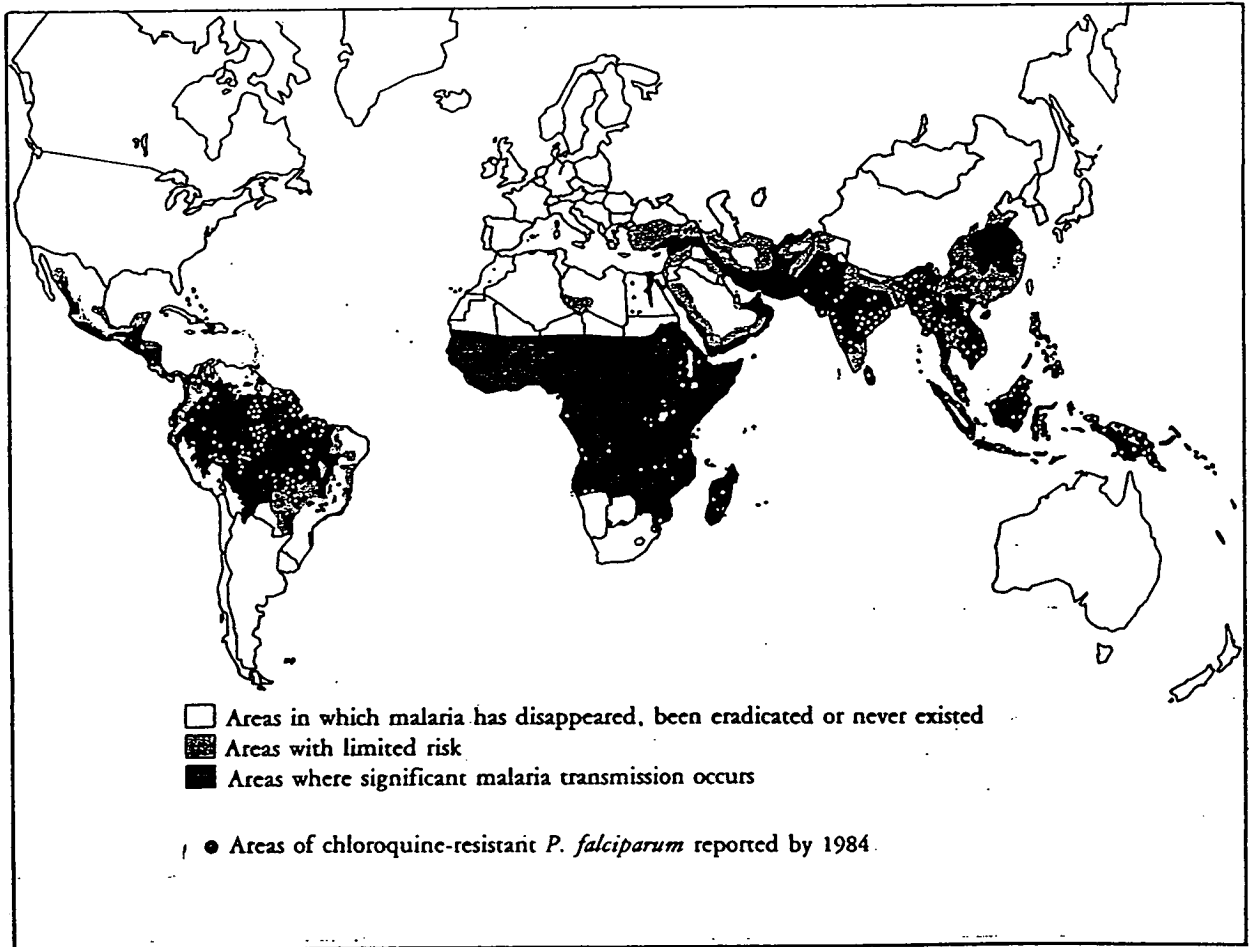 Areas in which malaria has disappeared, been eradicated or never existed
Areas with limited risk
Areas where significant malaria transmission occurs
Areas of chloroquine-resistant P. falciparum reported by 1984